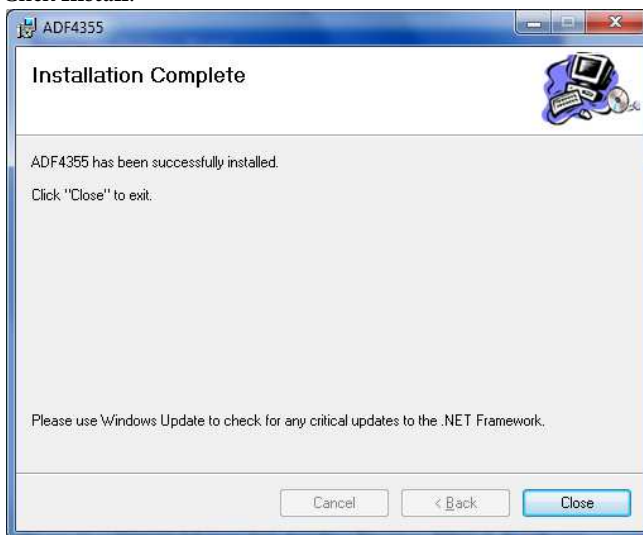 Click Install.
ADF4355
Installation Complete
ADF4355 has been successfully installed.
Click "Close" to exit.
Please use Windows Update to check for any critical updates to the .NET Framework.
Cancel
< Back
Close